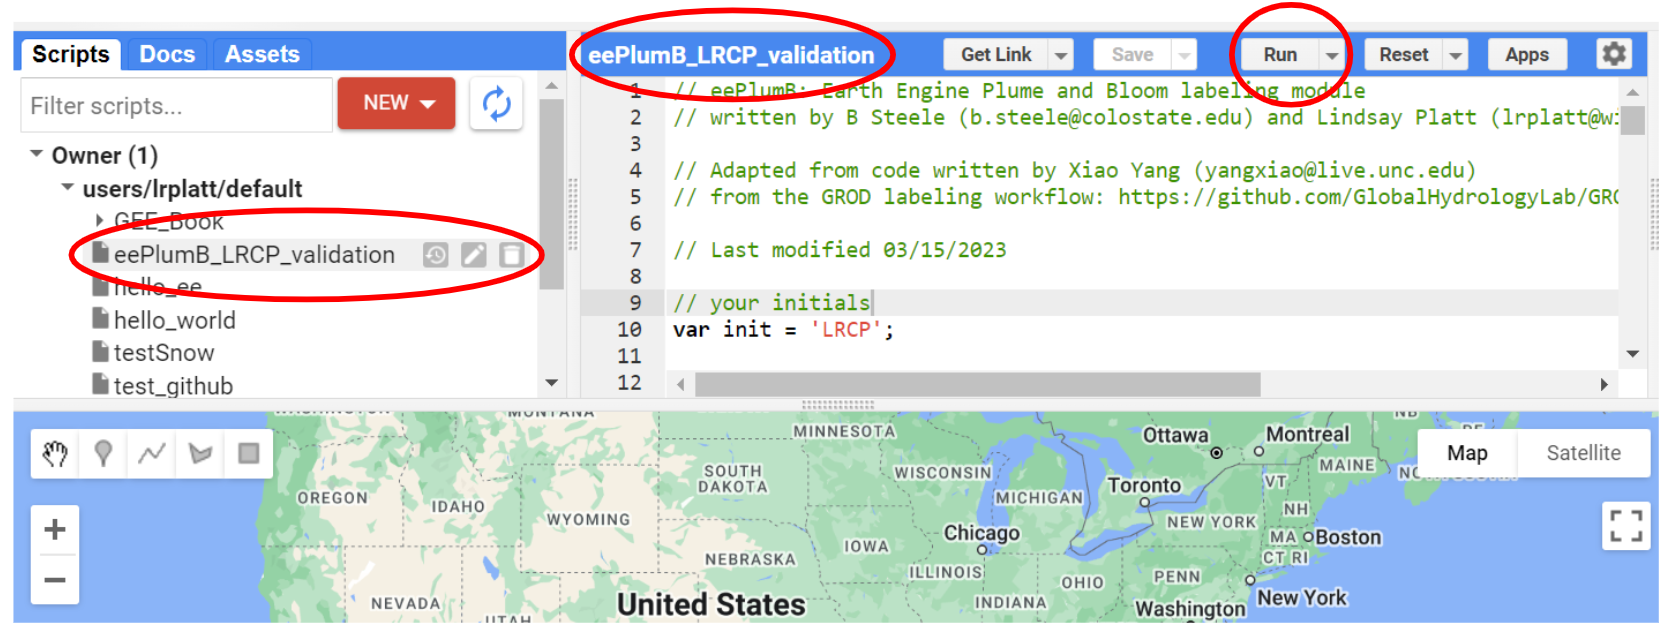 Scripts Docs Assets
Filter scripts...
NEW
Owner (1)
users/lrplatt/default
GEE_Book
eePlumB_LRCP_validation
hello_ee
hello_world
testSnow
test_github
eePlumB_LRCP_validation Get Link Save Run Reset Apps
1 // eePlumB: Earth Engine Plume and Bloom labeling module
2 // written by B Steele (b.steele@colostate.edu) and Lindsay Platt (lrplatt@wi
3
4 // Adapted from code written by Xiao Yang (yangxiao@live.unc.edu)
5 // from the GROD labeling workflow: https://github.com/GlobalHydrologyLab/GRO
6
7 // Last modified 03/15/2023
8
9 // your initials
10 var init = 'LRCP';
11
12
WASHINGTON
MONTANA
MINNESOTA
NB
PE
Ottawa
Montreal
Map
Satellite
SOUTH
DAKOTA
WISCONSIN
MICHIGAN
Toronto
MAINE
VT
OREGON
IDAHO
WYOMING
NH
NEW YORK
Chicago
MA
Boston
IOWA
NEBRASKA
CT RI
ILLINOIS
OHIO
PENN
NEVADA
UTAH
United States
INDIANA
Washington
New York